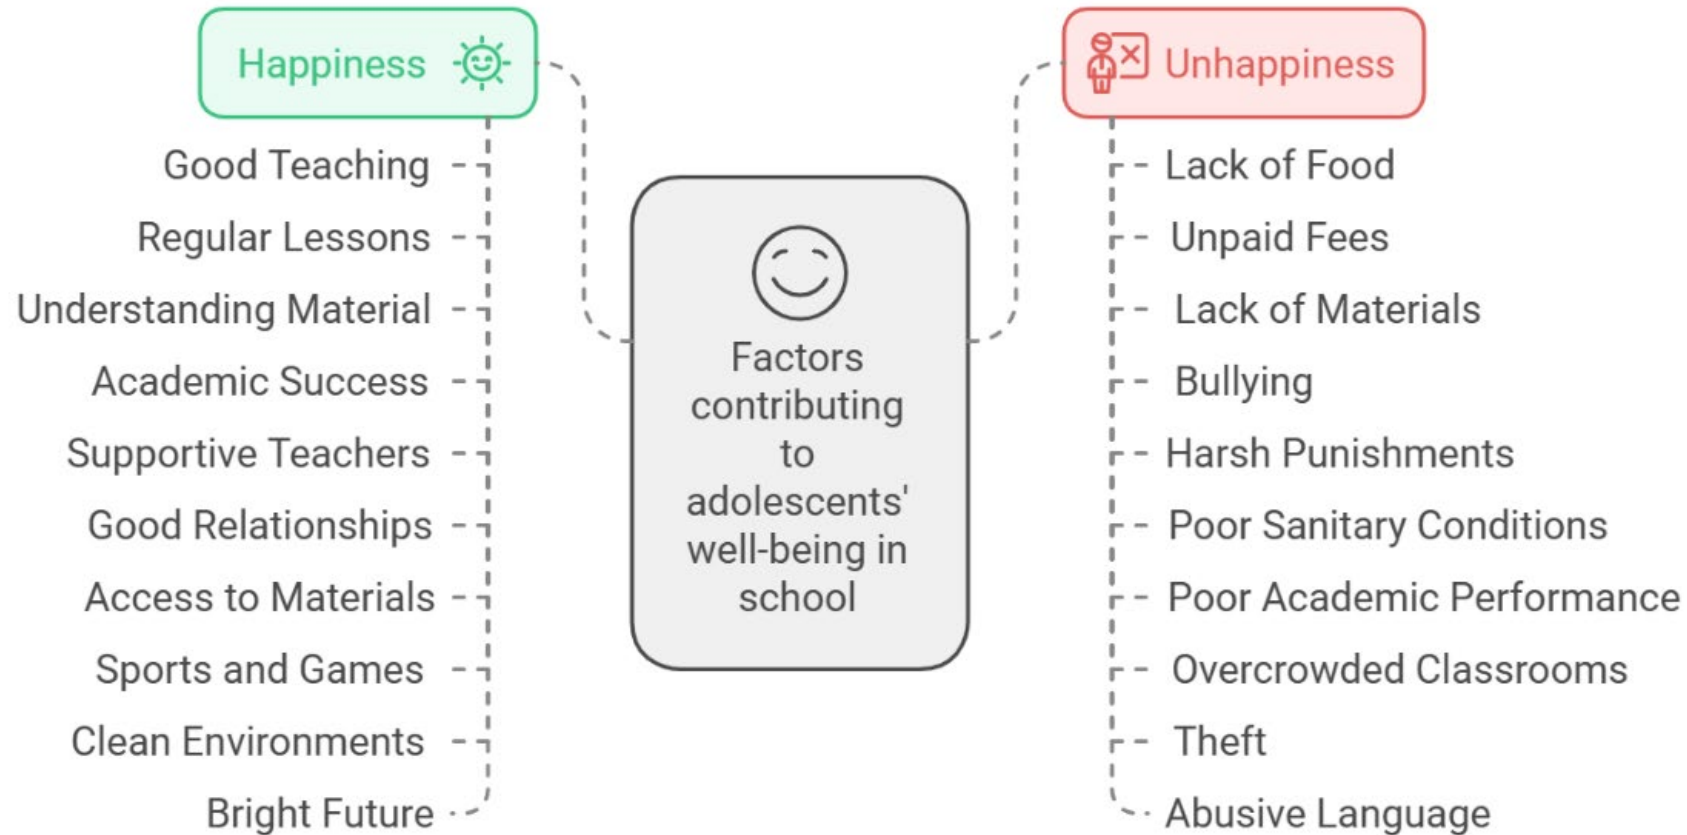 Happiness
Good Teaching
Regular Lessons
Understanding Material
Academic Success
Supportive Teachers
Good Relationships
Access to Materials
Sports and Games
Clean Environments
Bright Future
Factors
contributing
to
adolescents'
well-being in
school
Unhappiness
Lack of Food
Unpaid Fees
Lack of Materials
Bullying
Harsh Punishments
Poor Sanitary Conditions
Poor Academic Performance
Overcrowded Classrooms
Theft
Abusive Language